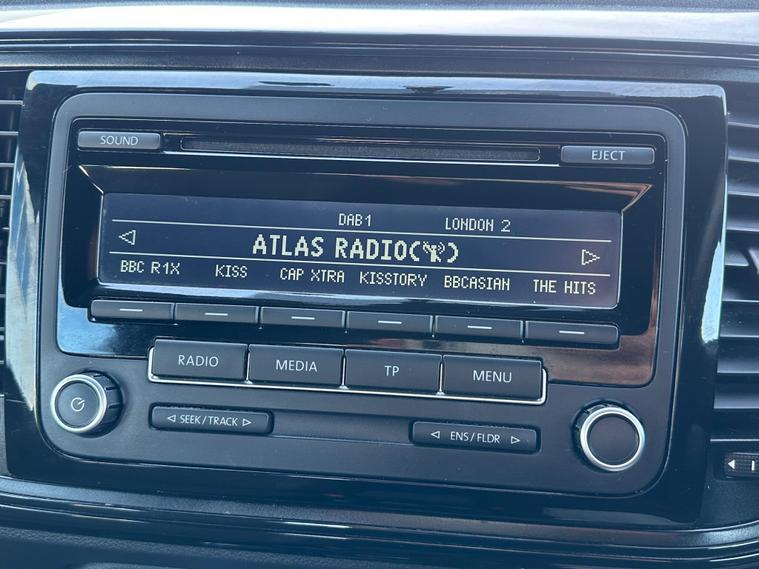 SOUND EJECT
DAB1 LONDON 2
ATLAS RADIO( )
BBC R1X KISS CAP XTRA KISSTORY BBCASIAN THE HITS
RADIO MEDIA TP MENU
SEEK/TRACK ENS/FLDR